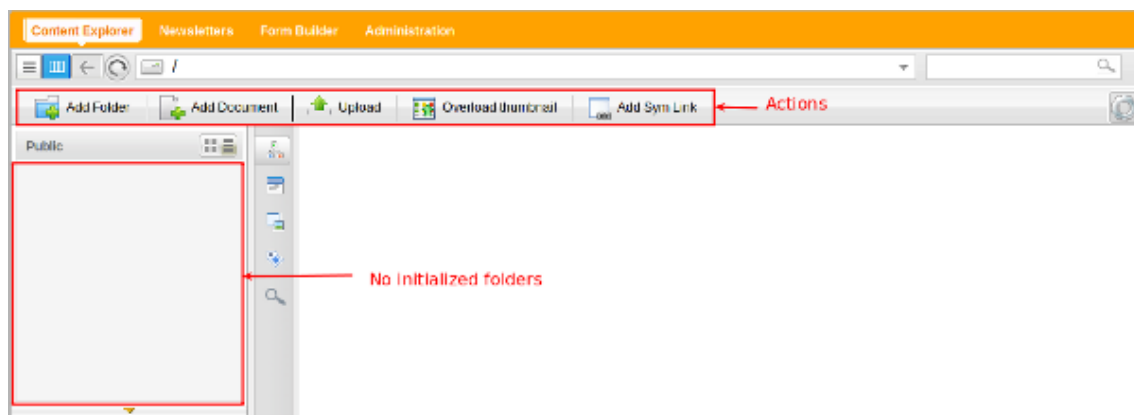 Content Explorer Newsletters Form Builder Administration
/
Add Folder Add Document Upload Overload thumbnail Add Sym Link Actions
Public
No initialized folders